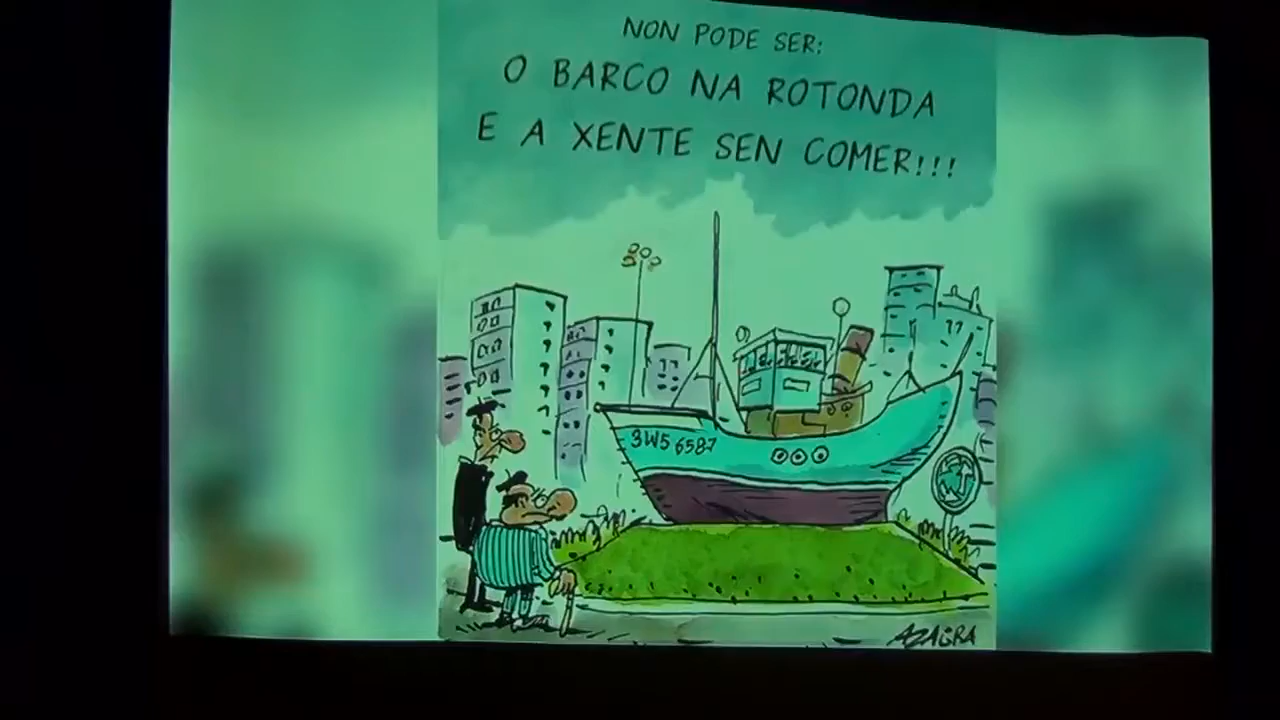 NON PODE SER:
O BARCO NA ROTONDA
E A XENTE SEN COMER!!!
3W5 6587
AZAGRA